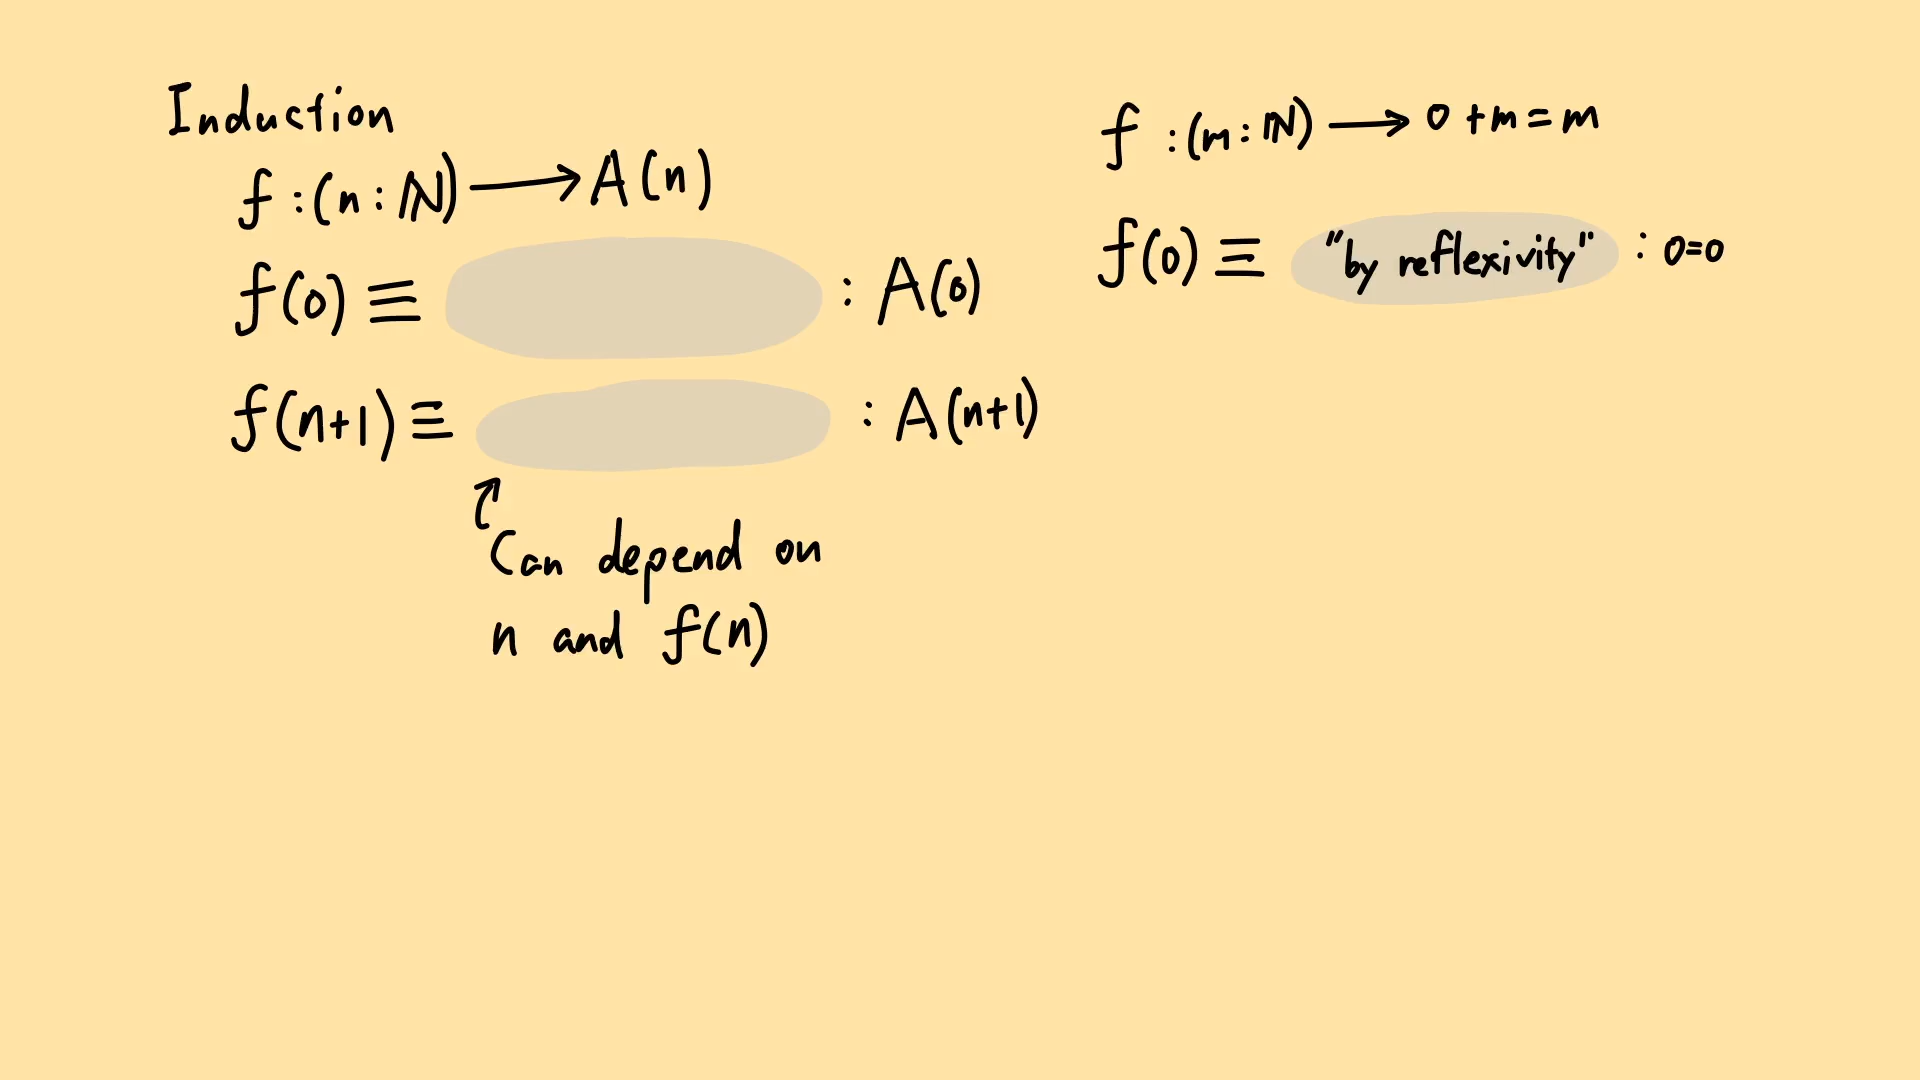 Induction
f : (n : ℕ) ⟶ A(n)
f(0) ≡ : A(0)
f(n+1) ≡ : A(n+1)
Can depend on
n and f(n)
f : (m : ℕ) ⟶ 0 + m = m
f(0) ≡ "by reflexivity" : 0=0